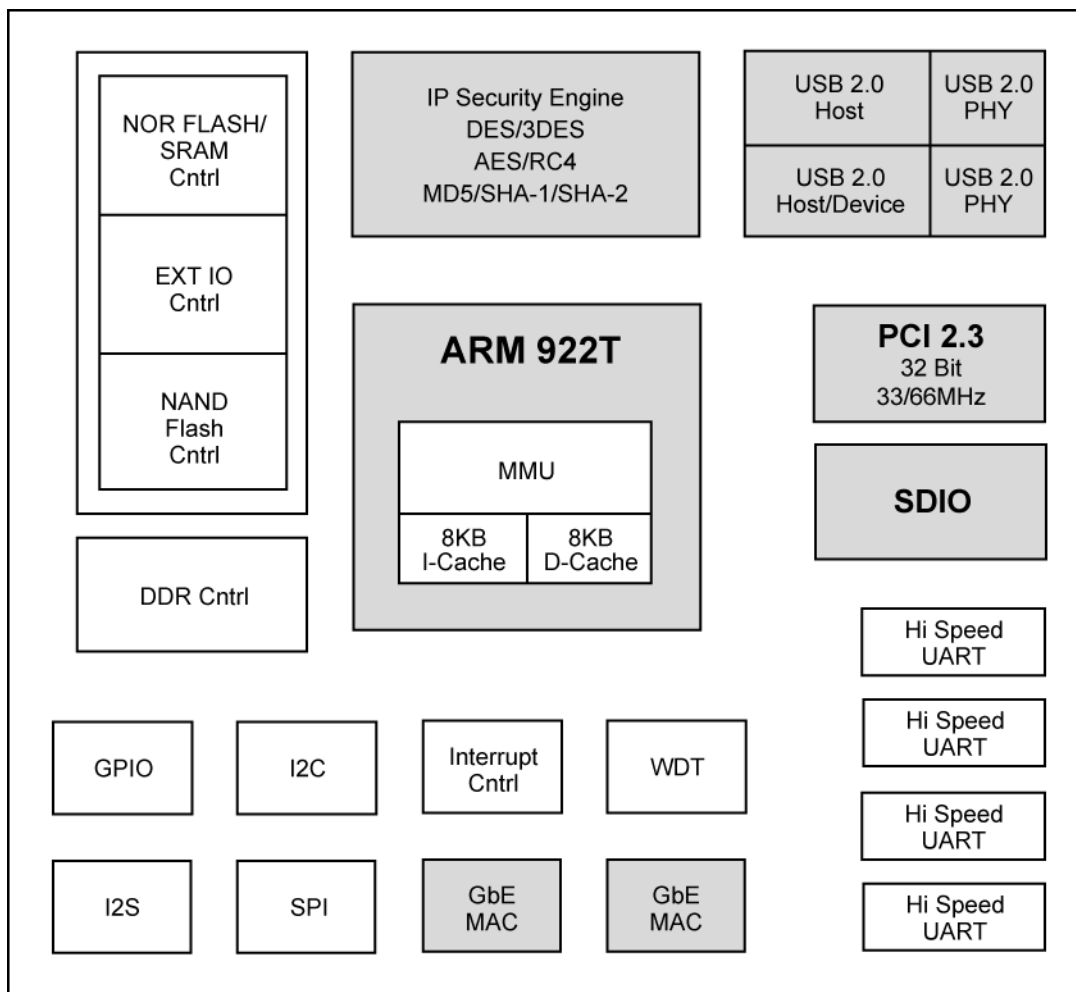 NOR FLASH/
SRAM
Cntrl
EXT IO
Cntrl
NAND
Flash
Cntrl
DDR Cntrl
IP Security Engine
DES/3DES
AES/RC4
MD5/SHA-1/SHA-2
USB 2.0
Host
USB 2.0
PHY
USB 2.0
Host/Device
USB 2.0
PHY
ARM 922T
MMU
8KB
I-Cache
8KB
D-Cache
PCI 2.3
32 Bit
33/66MHz
SDIO
Hi Speed
UART
Hi Speed
UART
Hi Speed
UART
Hi Speed
UART
GPIO
I2C
Interrupt
Cntrl
WDT
I2S
SPI
GbE
MAC
GbE
MAC